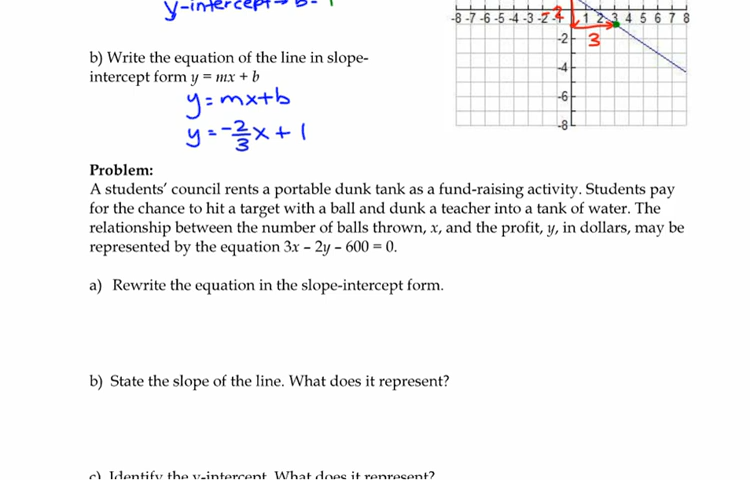 y-intercept → b = 1
-8 -7 -6 -5 -4 -3 -2 1 2 3 4 5 6 7 8
-2
3
-2
-4
-6
-8
b) Write the equation of the line in slope-
intercept form y = mx + b
y = mx + b
y = -2/3 x + 1
Problem:
A students' council rents a portable dunk tank as a fund-raising activity. Students pay
for the chance to hit a target with a ball and dunk a teacher into a tank of water. The
relationship between the number of balls thrown, x, and the profit, y, in dollars, may be
represented by the equation 3x – 2y – 600 = 0.
a) Rewrite the equation in the slope-intercept form.
b) State the slope of the line. What does it represent?
c) Identify the y-intercept. What does it represent?